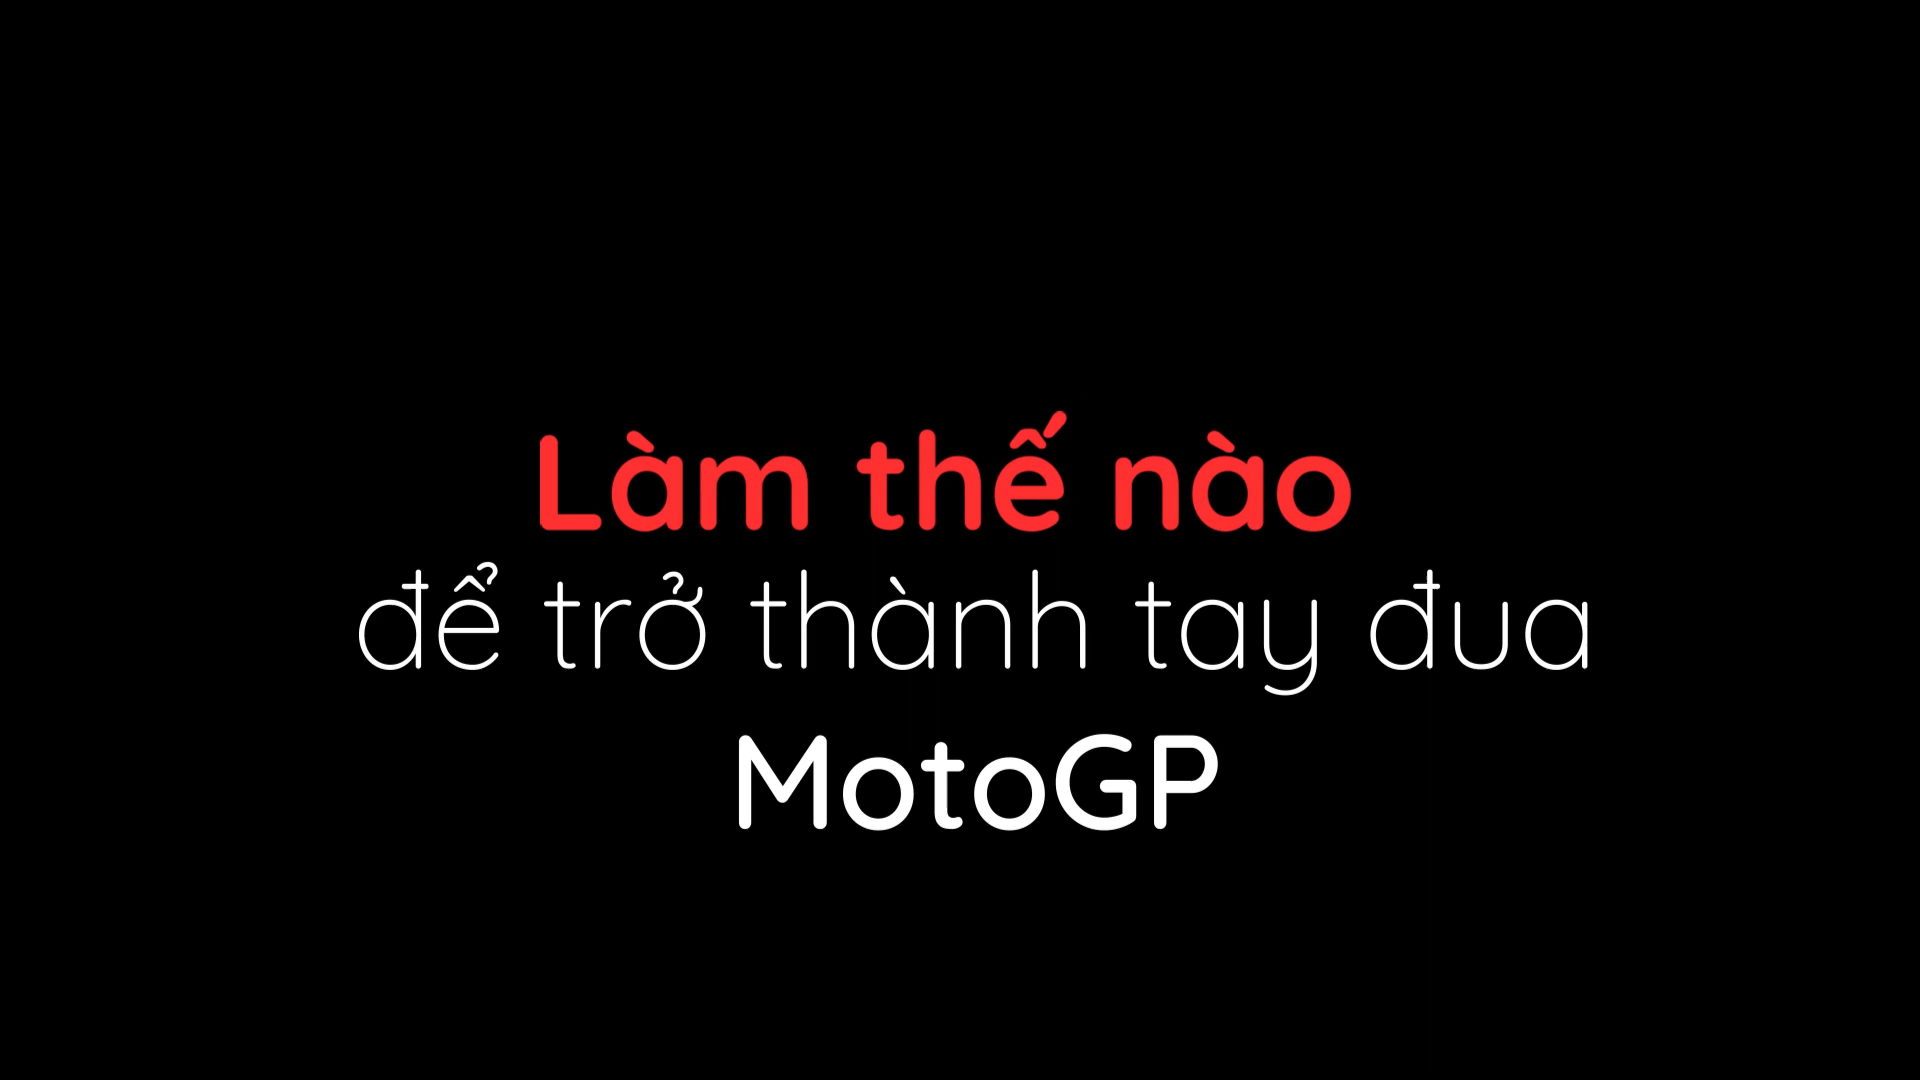 Làm thế nào
để trở thành tay đua
MotoGP